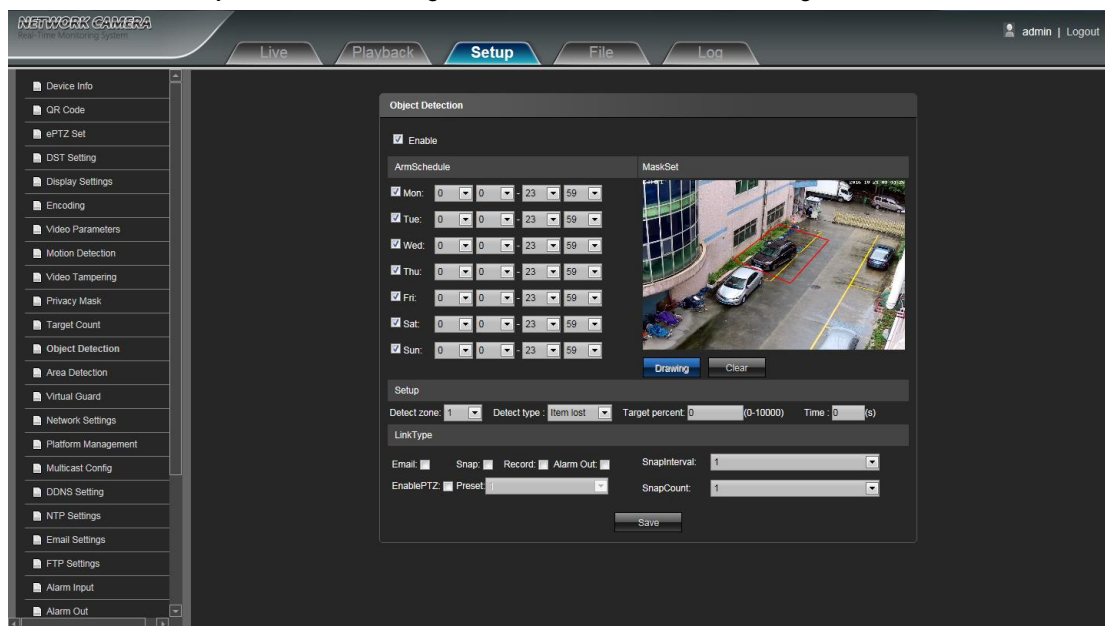 NETWORK CAMERA
Real-Time Monitoring System
Live
Playback
Setup
File
Log
admin | Logout
Device Info
QR Code
ePTZ Set
DST Setting
Display Settings
Encoding
Video Parameters
Motion Detection
Video Tampering
Privacy Mask
Target Count
Object Detection
Area Detection
Virtual Guard
Network Settings
Platform Management
Multicast Config
DDNS Setting
NTP Settings
Email Settings
FTP Settings
Alarm Input
Alarm Out
Object Detection
Enable
ArmSchedule
Mon: 0 0 - 23 59
Tue: 0 0 - 23 59
Wed: 0 0 - 23 59
Thu: 0 0 - 23 59
Fri: 0 0 - 23 59
Sat: 0 0 - 23 59
Sun: 0 0 - 23 59
MaskSet
Drawing Clear
Setup
Detect zone: 1 Detect type : Item lost Target percent: 0 (0-10000) Time : 0 (s)
LinkType
Email: Snap: Record: Alarm Out:
EnablePTZ: Preset: 1
SnapInterval: 1
SnapCount: 1
Save